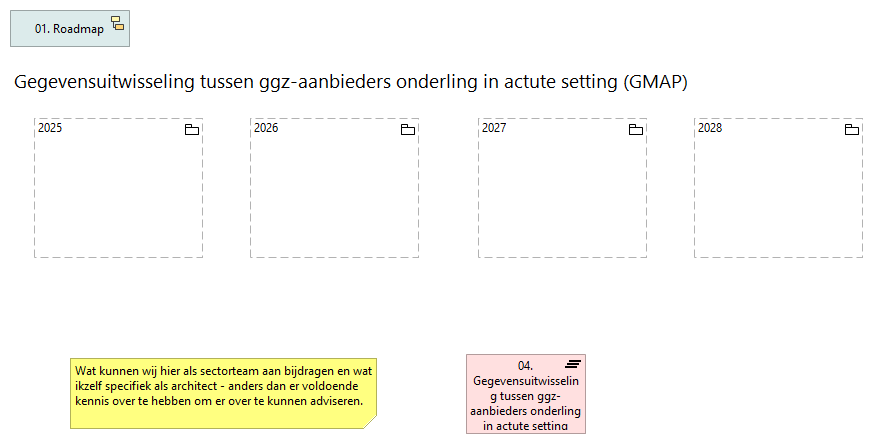 01. Roadmap
Gegevensuitwisseling tussen ggz-aanbieders onderling in actute setting (GMAP)
2025
2026
2027
2028
Wat kunnen wij hier als sectorteam aan bijdragen en wat
ikzelf specifiek als architect - anders dan er voldoende
kennis over te hebben om er over te kunnen adviseren.
04.
Gegevensuitwisselin
g tussen ggz-
aanbieders onderling
in actute setting